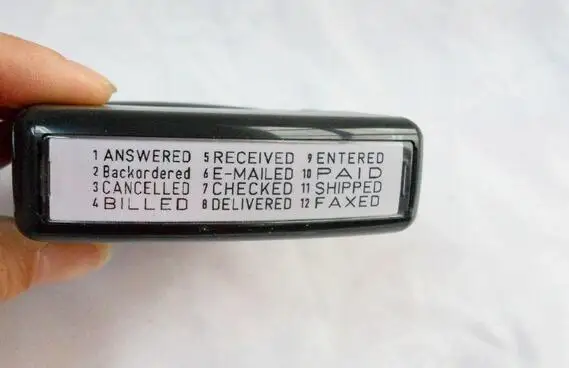 1 ANSWERED 5 RECEIVED 9 ENTERED
2 Backordered 6 E-MAILED 10 PAID
3 CANCELLED 7 CHECKED 11 SHIPPED
4 BILLED 8 DELIVERED 12 FAXED